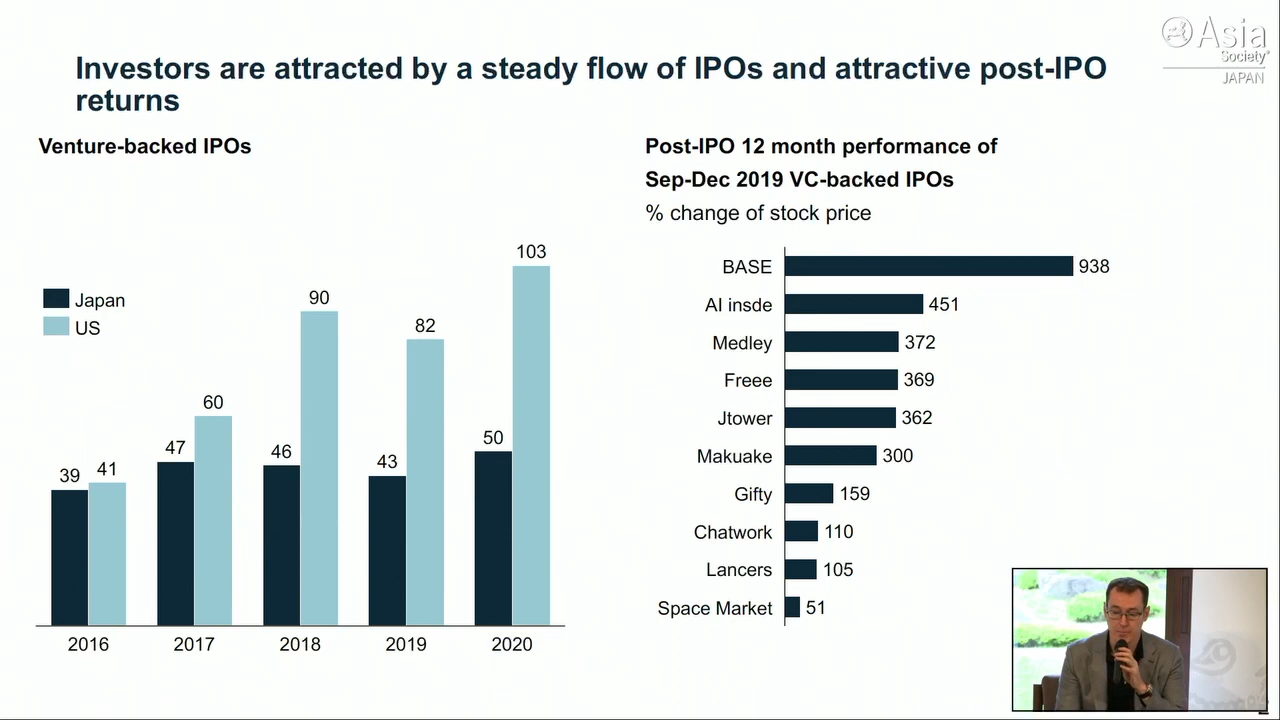 Asia
Society
JAPAN
Investors are attracted by a steady flow of IPOs and attractive post-IPO
returns
Venture-backed IPOs
Japan
US
39
41
47
60
46
90
43
82
50
103
2016
2017
2018
2019
2020
Post-IPO 12 month performance of
Sep-Dec 2019 VC-backed IPOs
% change of stock price
BASE 938
AI insde 451
Medley 372
Freee 369
Jtower 362
Makuake 300
Gifty 159
Chatwork 110
Lancers 105
Space Market 51